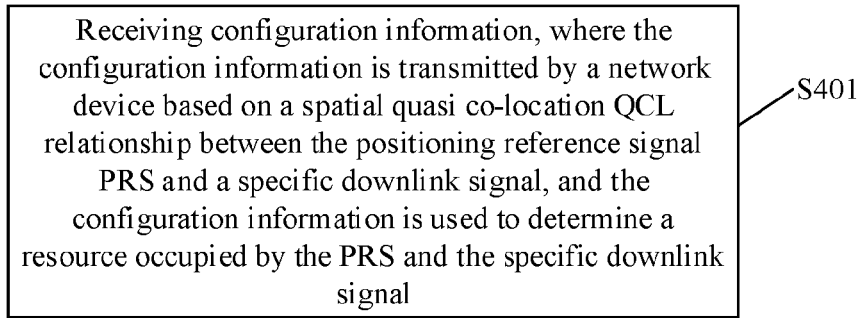 Receiving configuration information, where the
configuration information is transmitted by a network
device based on a spatial quasi co-location QCL
relationship between the positioning reference signal
PRS and a specific downlink signal, and the
configuration information is used to determine a
resource occupied by the PRS and the specific downlink
signal
S401